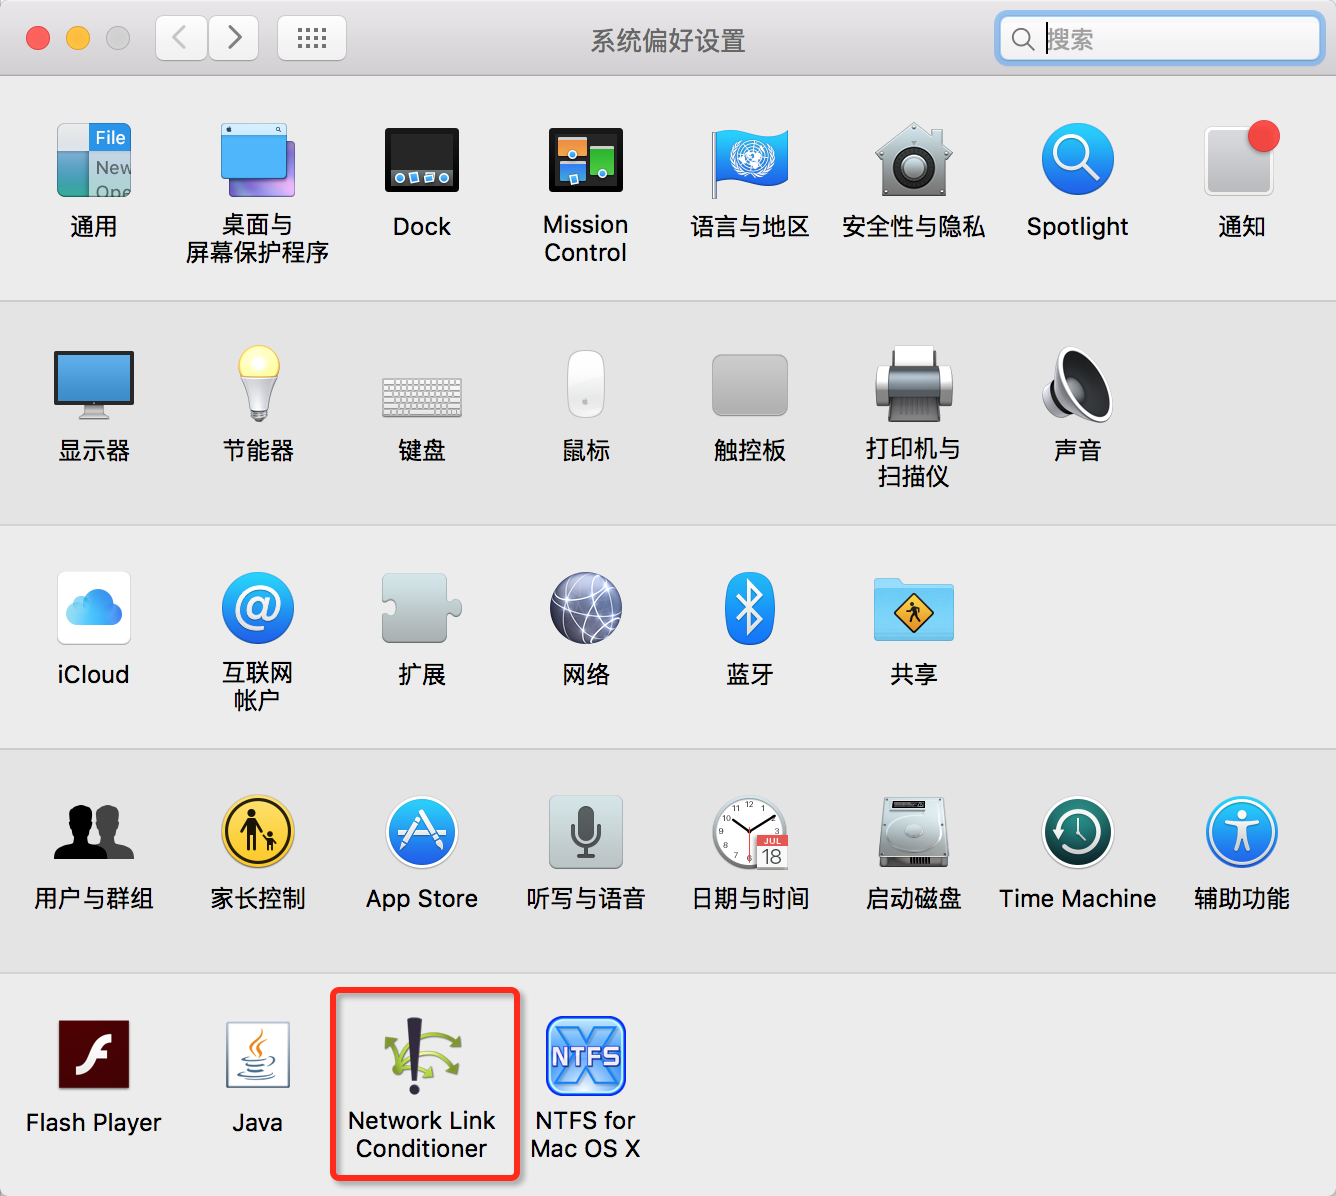 系统偏好设置
搜索
File
New
Ope
通用
桌面与
屏幕保护程序
Dock
Mission
Control
语言与地区
安全性与隐私
Spotlight
通知
显示器
节能器
键盘
鼠标
触控板
打印机与
扫描仪
声音
iCloud
@
互联网
帐户
扩展
网络
蓝牙
共享
用户与群组
家长控制
App Store
听写与语音
JUL
18
日期与时间
启动磁盘
Time Machine
辅助功能
Flash Player
Java
Network Link
Conditioner
NTFS
NTFS for
Mac OS X